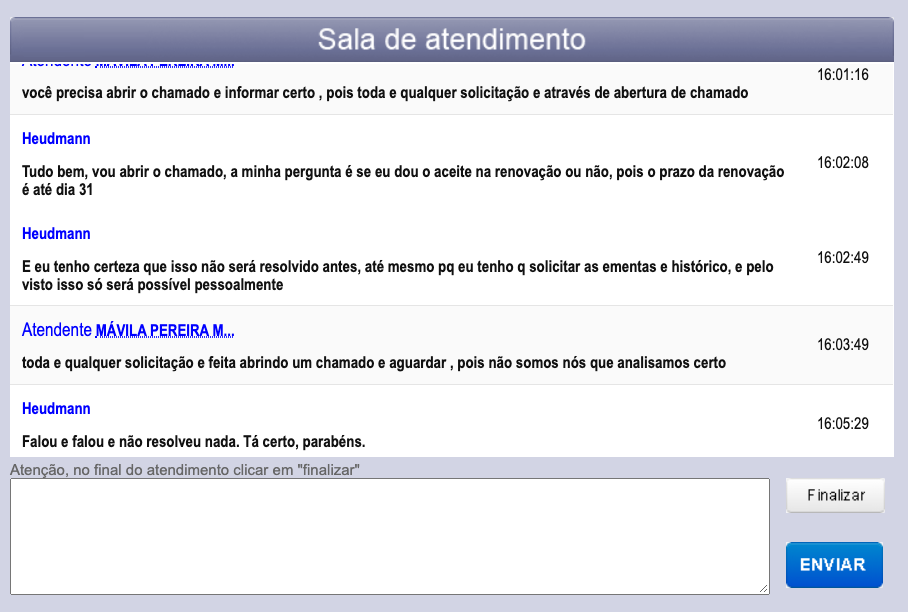 Sala de atendimento
Atendente
16:01:16
você precisa abrir o chamado e informar certo , pois toda e qualquer solicitação e através de abertura de chamado
Heudmann
16:02:08
Tudo bem, vou abrir o chamado, a minha pergunta é se eu dou o aceite na renovação ou não, pois o prazo da renovação
é até dia 31
Heudmann
16:02:49
E eu tenho certeza que isso não será resolvido antes, até mesmo pq eu tenho q solicitar as ementas e histórico, e pelo
visto isso só será possível pessoalmente
Atendente MÁVILA PEREIRA M...
16:03:49
toda e qualquer solicitação e feita abrindo um chamado e aguardar , pois não somos nós que analisamos certo
Heudmann
16:05:29
Falou e falou e não resolveu nada. Tá certo, parabéns.
Atenção, no final do atendimento clicar em "finalizar"
Finalizar
ENVIAR